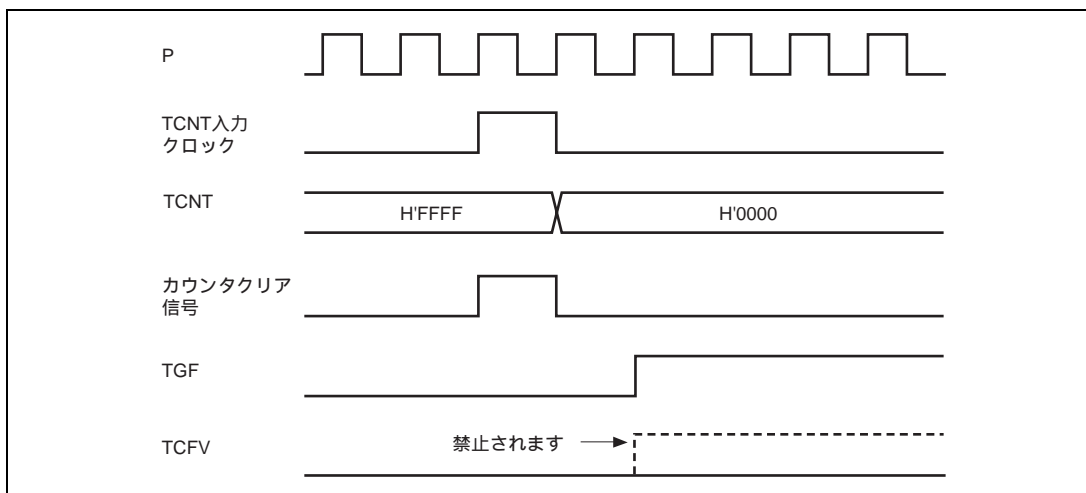 P
TCNT入力
クロック
TCNT
H'FFFF
H'0000
カウンタクリア
信号
TGF
TCFV
禁止されます